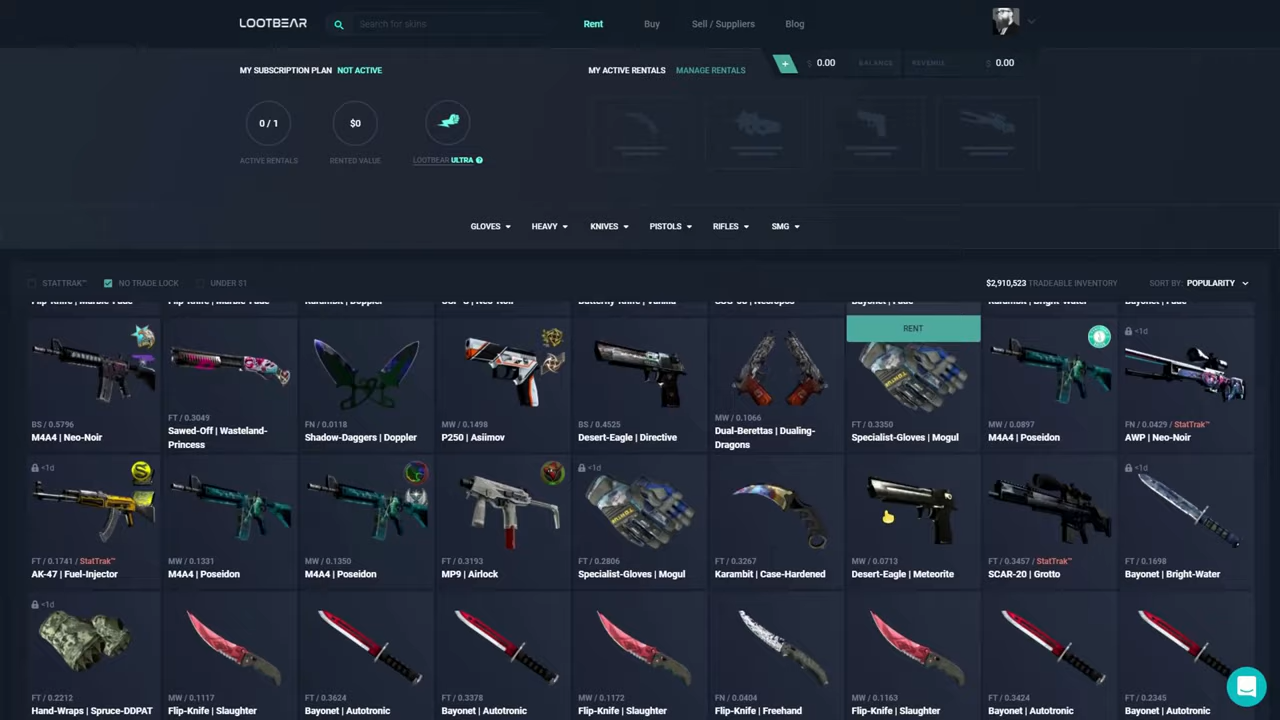 LOOTBEAR
Search for skins
Rent
Buy
Sell / Suppliers
Blog
MY SUBSCRIPTION PLAN NOT ACTIVE
MY ACTIVE RENTALS MANAGE RENTALS
+ $ 0.00 BALANCE REVENUE $ 0.00
0 / 1
$0
ACTIVE RENTALS
RENTED VALUE
LOOTBEAR ULTRA ?
GLOVES
HEAVY
KNIVES
PISTOLS
RIFLES
SMG
STATTRAK™
NO TRADE LOCK
UNDER $1
$2,910,523 TRADEABLE INVENTORY
SORT BY: POPULARITY
RENT
<1d
BS / 0.5796
M4A4 | Neo-Noir
FT / 0.3049
Sawed-Off | Wasteland-
Princess
FN / 0.0118
Shadow-Daggers | Doppler
MW / 0.1498
P250 | Asiimov
BS / 0.4525
Desert-Eagle | Directive
MW / 0.1066
Dual-Berettas | Dualing-
Dragons
FT / 0.3350
Specialist-Gloves | Mogul
MW / 0.0897
M4A4 | Poseidon
FN / 0.0429 / StatTrak™
AWP | Neo-Noir
<1d
FT / 0.1741 / StatTrak™
AK-47 | Fuel-Injector
MW / 0.1331
M4A4 | Poseidon
MW / 0.1350
M4A4 | Poseidon
FT / 0.3193
MP9 | Airlock
<1d
FT / 0.2806
Specialist-Gloves | Mogul
FT / 0.3267
Karambit | Case-Hardened
MW / 0.0713
Desert-Eagle | Meteorite
FT / 0.3457 / StatTrak™
SCAR-20 | Grotto
<1d
FT / 0.1698
Bayonet | Bright-Water
<1d
FT / 0.2212
Hand-Wraps | Spruce-DDPAT
MW / 0.1117
Flip-Knife | Slaughter
FT / 0.3624
Bayonet | Autotronic
FT / 0.3378
Bayonet | Autotronic
MW / 0.1172
Flip-Knife | Slaughter
FN / 0.0404
Flip-Knife | Freehand
MW / 0.1163
Flip-Knife | Slaughter
FT / 0.3424
Bayonet | Autotronic
FT / 0.2345
Bayonet | Autotronic